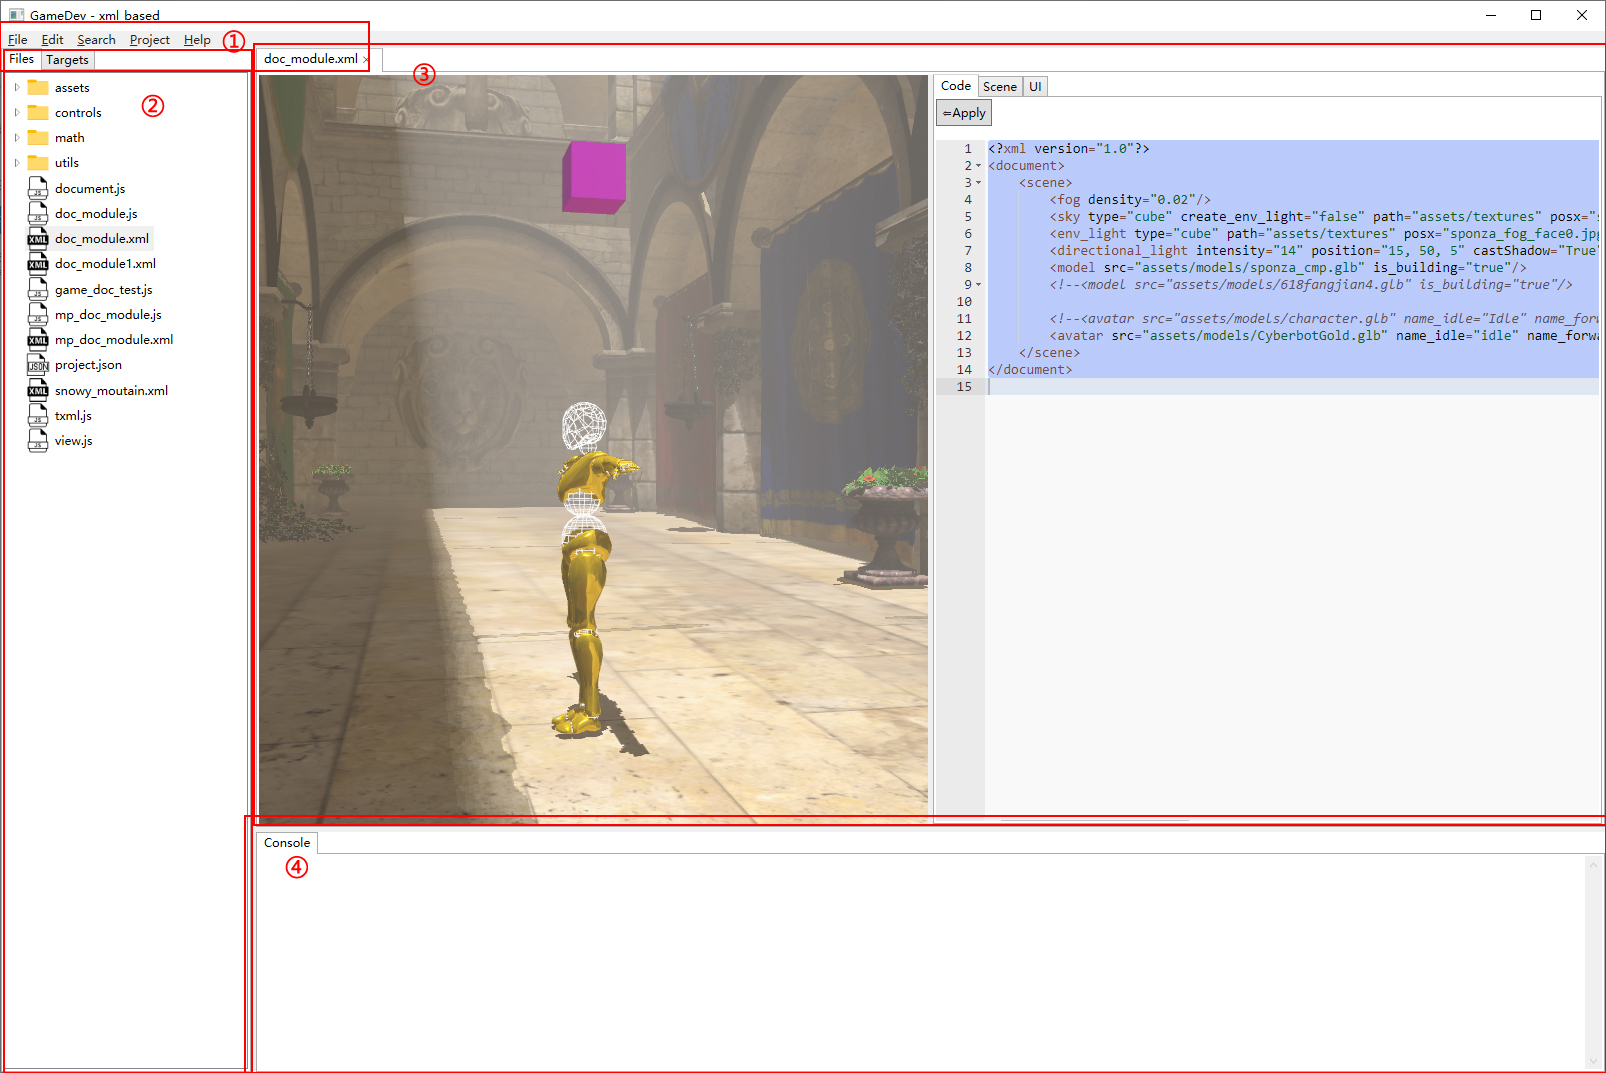 GameDev - xml based
File Edit Search Project Help ①
Files Targets
②
assets
controls
math
utils
document.js
doc_module.js
doc_module.xml
doc_module1.xml
game_doc_test.js
mp_doc_module.js
mp_doc_module.xml
project.json
snowy_moutain.xml
txml.js
view.js
doc_module.xml ×
③
Code Scene UI
⇐Apply
1 <?xml version="1.0"?>
2 <document>
3 <scene>
4 <fog density="0.02"/>
5 <sky type="cube" create_env_light="false" path="assets/textures" posx="
6 <env_light type="cube" path="assets/textures" posx="sponza_fog_face0.jpg
7 <directional_light intensity="14" position="15, 50, 5" castShadow="True"
8 <model src="assets/models/sponza_cmp.glb" is_building="true"/>
9 <!--<model src="assets/models/618fangjian4.glb" is_building="true"/>
10
11 <!--<avatar src="assets/models/character.glb" name_idle="Idle" name_forw
12 <avatar src="assets/models/CyberbotGold.glb" name_idle="idle" name_forwa
13 </scene>
14 </document>
15
Console
④